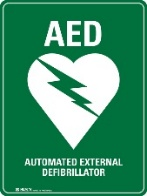 AED
AUTOMATED EXTERNAL
DEFIBRILLATOR